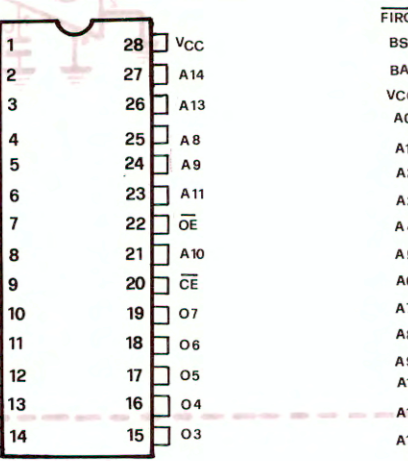 1 28 VCC
2 27 A14
3 26 A13
4 25 A8
5 24 A9
6 23 A11
7 22 OE
8 21 A10
9 20 CE
10 19 O7
11 18 O6
12 17 O5
13 16 O4
14 15 O3
BS
BA